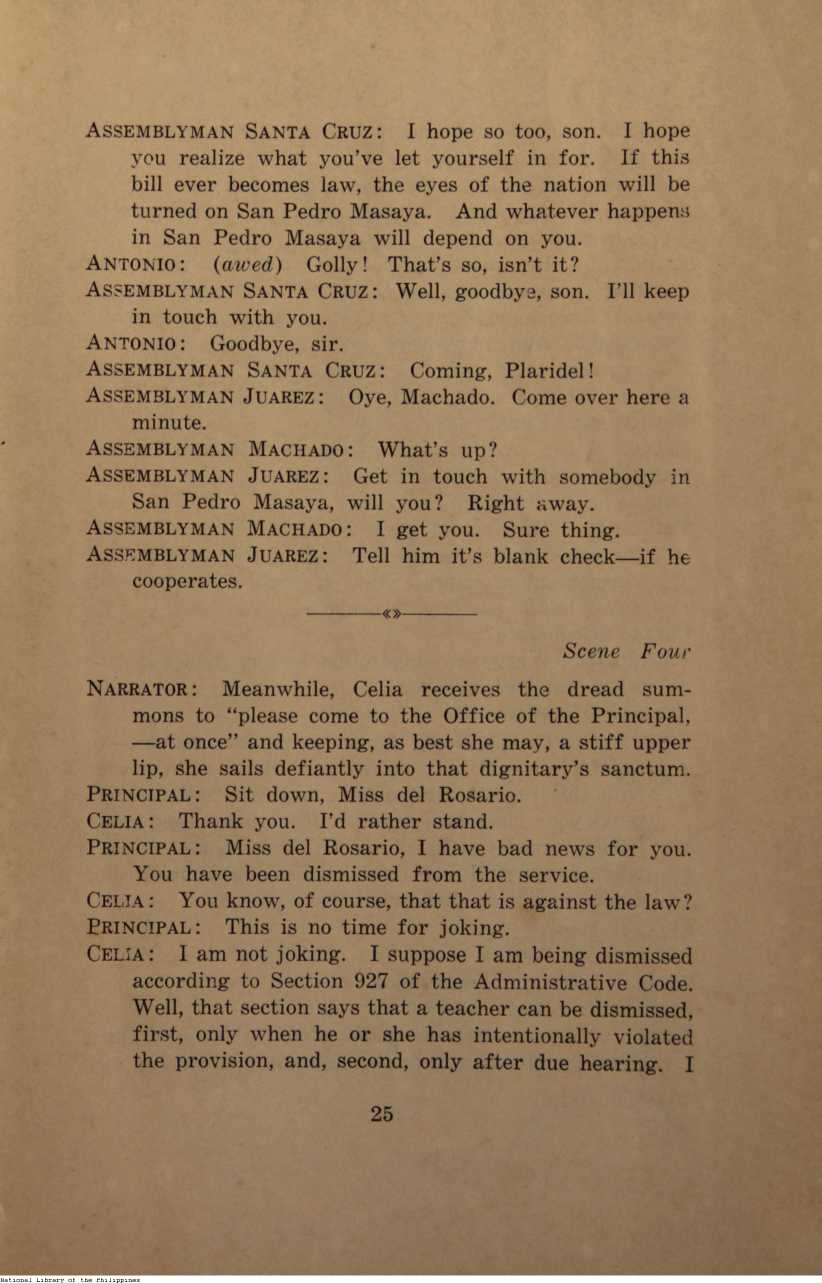 ASSEMBLYMAN SANTA CRUZ: I hope so too, son. I hope
you realize what you've let yourself in for. If this
bill ever becomes law, the eyes of the nation will be
turned on San Pedro Masaya. And whatever happens
in San Pedro Masaya will depend on you.
ANTONIO: (awed) Golly! That's so, isn't it?
ASSEMBLYMAN SANTA CRUZ: Well, goodbye, son. I'll keep
in touch with you.
ANTONIO: Goodbye, sir.
ASSEMBLYMAN SANTA CRUZ: Coming, Plaridel!
ASSEMBLYMAN JUAREZ: Oye, Machado. Come over here a
minute.
ASSEMBLYMAN MACHADO: What's up?
ASSEMBLYMAN JUAREZ: Get in touch with somebody in
San Pedro Masaya, will you? Right away.
ASSEMBLYMAN MACHADO: I get you. Sure thing.
ASSEMBLYMAN JUAREZ: Tell him it's blank check—if he
cooperates.
«»
Scene Four
NARRATOR: Meanwhile, Celia receives the dread sum-
mons to "please come to the Office of the Principal,
—at once" and keeping, as best she may, a stiff upper
lip, she sails defiantly into that dignitary's sanctum.
PRINCIPAL: Sit down, Miss del Rosario.
CELIA: Thank you. I'd rather stand.
PRINCIPAL: Miss del Rosario, I have bad news for you.
You have been dismissed from the service.
CELIA: You know, of course, that that is against the law?
PRINCIPAL: This is no time for joking.
CELIA: I am not joking. I suppose I am being dismissed
according to Section 927 of the Administrative Code.
Well, that section says that a teacher can be dismissed,
first, only when he or she has intentionally violated
the provision, and, second, only after due hearing. I
25
National Library of the Philippines